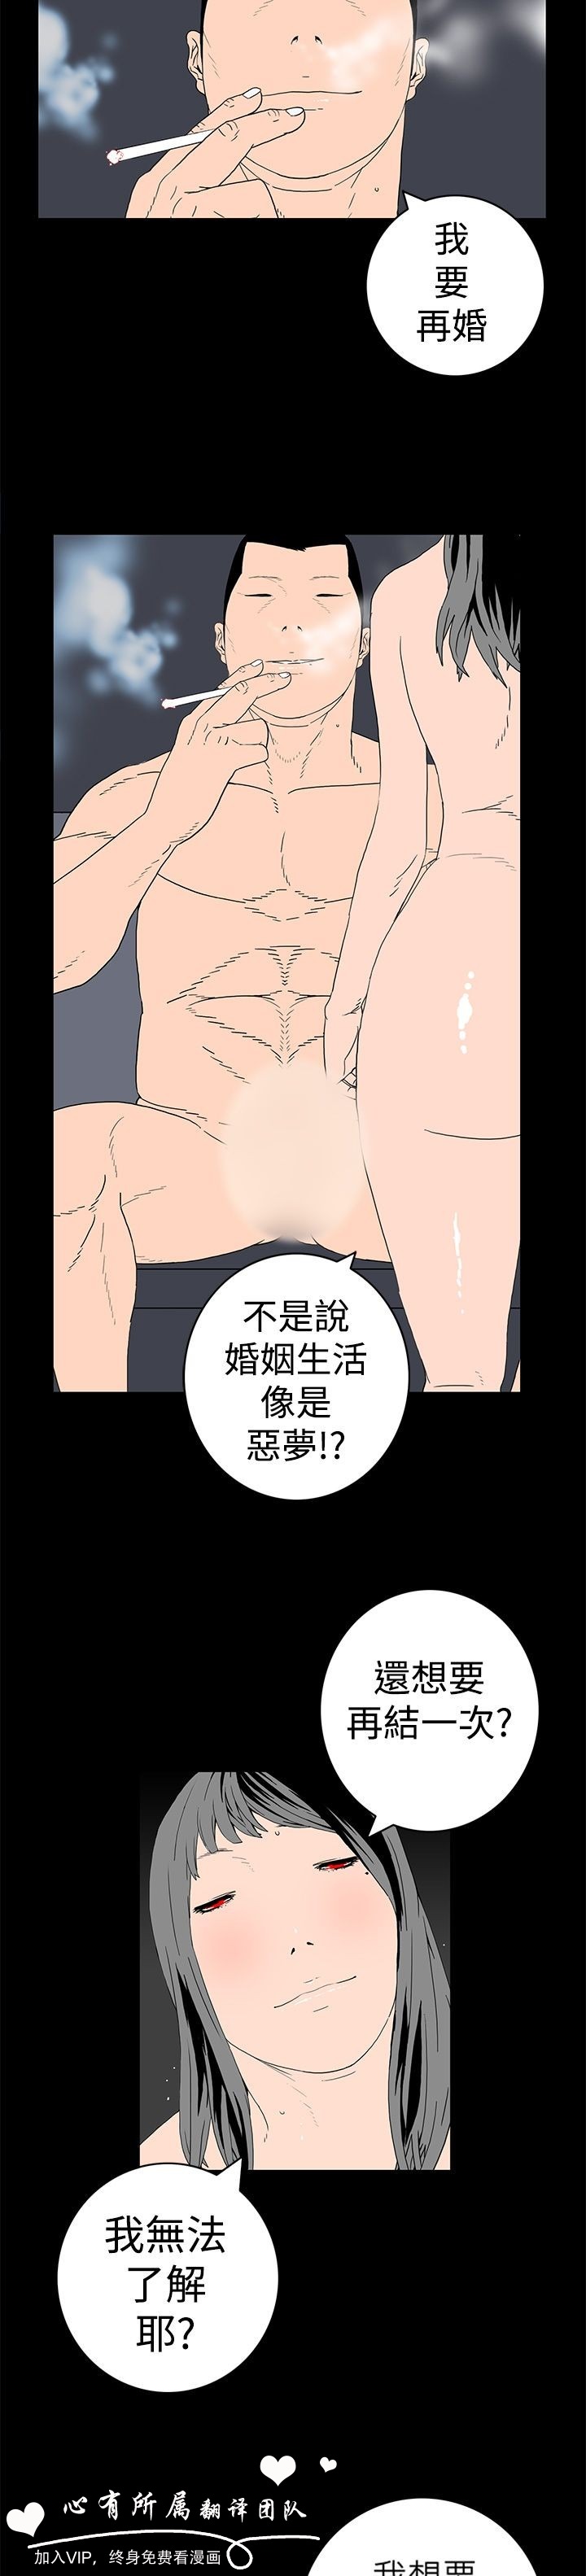 我
要
再婚
不是說
婚姻生活
像是
惡夢!?
還想要
再結一次?
我無法
了解
耶?
心有所属翻译团队
加入VIP，终身免费看漫画
我想要